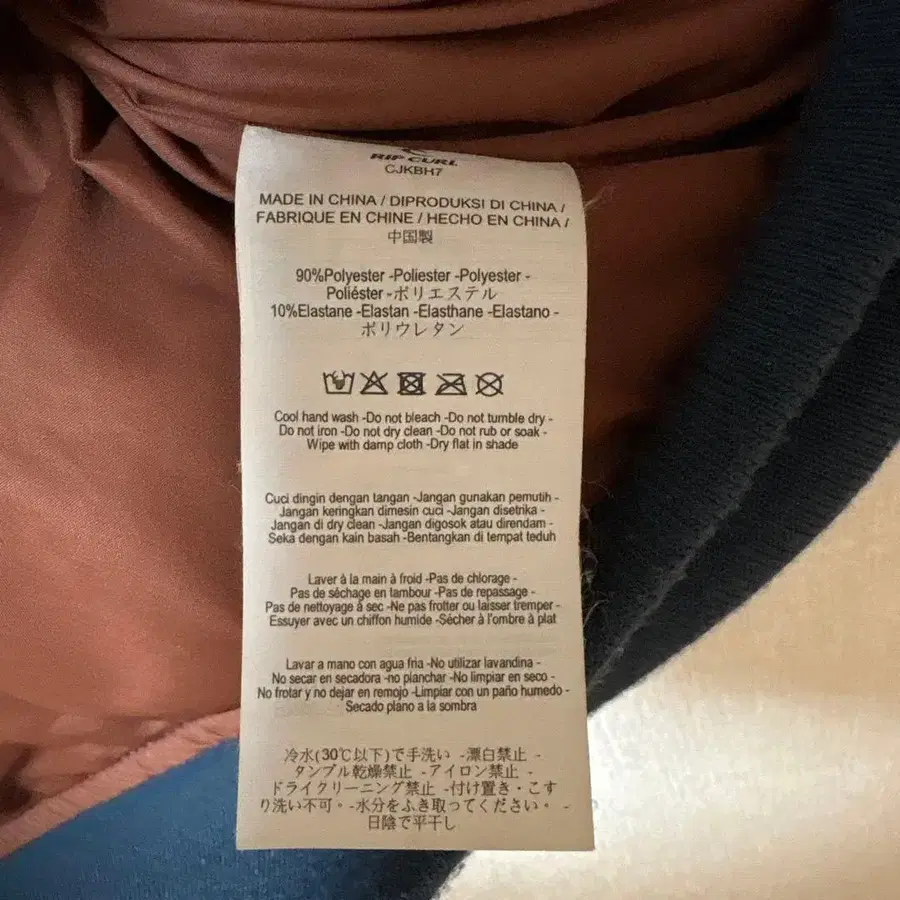 RIP CURL
CJKBH7
MADE IN CHINA / DIPRODUKSI DI CHINA /
FABRIQUE EN CHINE / HECHO EN CHINA /
中国製
90%Polyester -Poliester -Polyester -
Poliéster -ポリエステル
10%Elastane -Elastan -Elasthane -Elastano -
ポリウレタン
Cool hand wash -Do not bleach -Do not tumble dry -
Do not iron -Do not dry clean -Do not rub or soak -
Wipe with damp cloth -Dry flat in shade
Cuci dingin dengan tangan -Jangan gunakan pemutih -
Jangan keringkan dimesin cuci -Jangan disetrika -
Jangan di dry clean -Jangan digosok atau direndam -
Seka dengan kain basah -Bentangkan di tempat teduh
Laver à la main à froid -Pas de chlorage -
Pas de séchage en tambour -Pas de repassage -
Pas de nettoyage à sec -Ne pas frotter ou laisser tremper -
Essuyer avec un chiffon humide -Sécher à l'ombre à plat
Lavar a mano con agua fria -No utilizar lavandina -
No secar en secadora -no planchar -No limpiar en seco -
No frotar y no dejar en remojo -Limpiar con un paño humedo -
Secado plano a la sombra
冷水(30℃以下)で手洗い -漂白禁止 -
タンブル乾燥禁止 -アイロン禁止 -
ドライクリーニング禁止 -付け置き・こす
り洗い不可。-水分をふき取ってください。 -
日陰で平干し